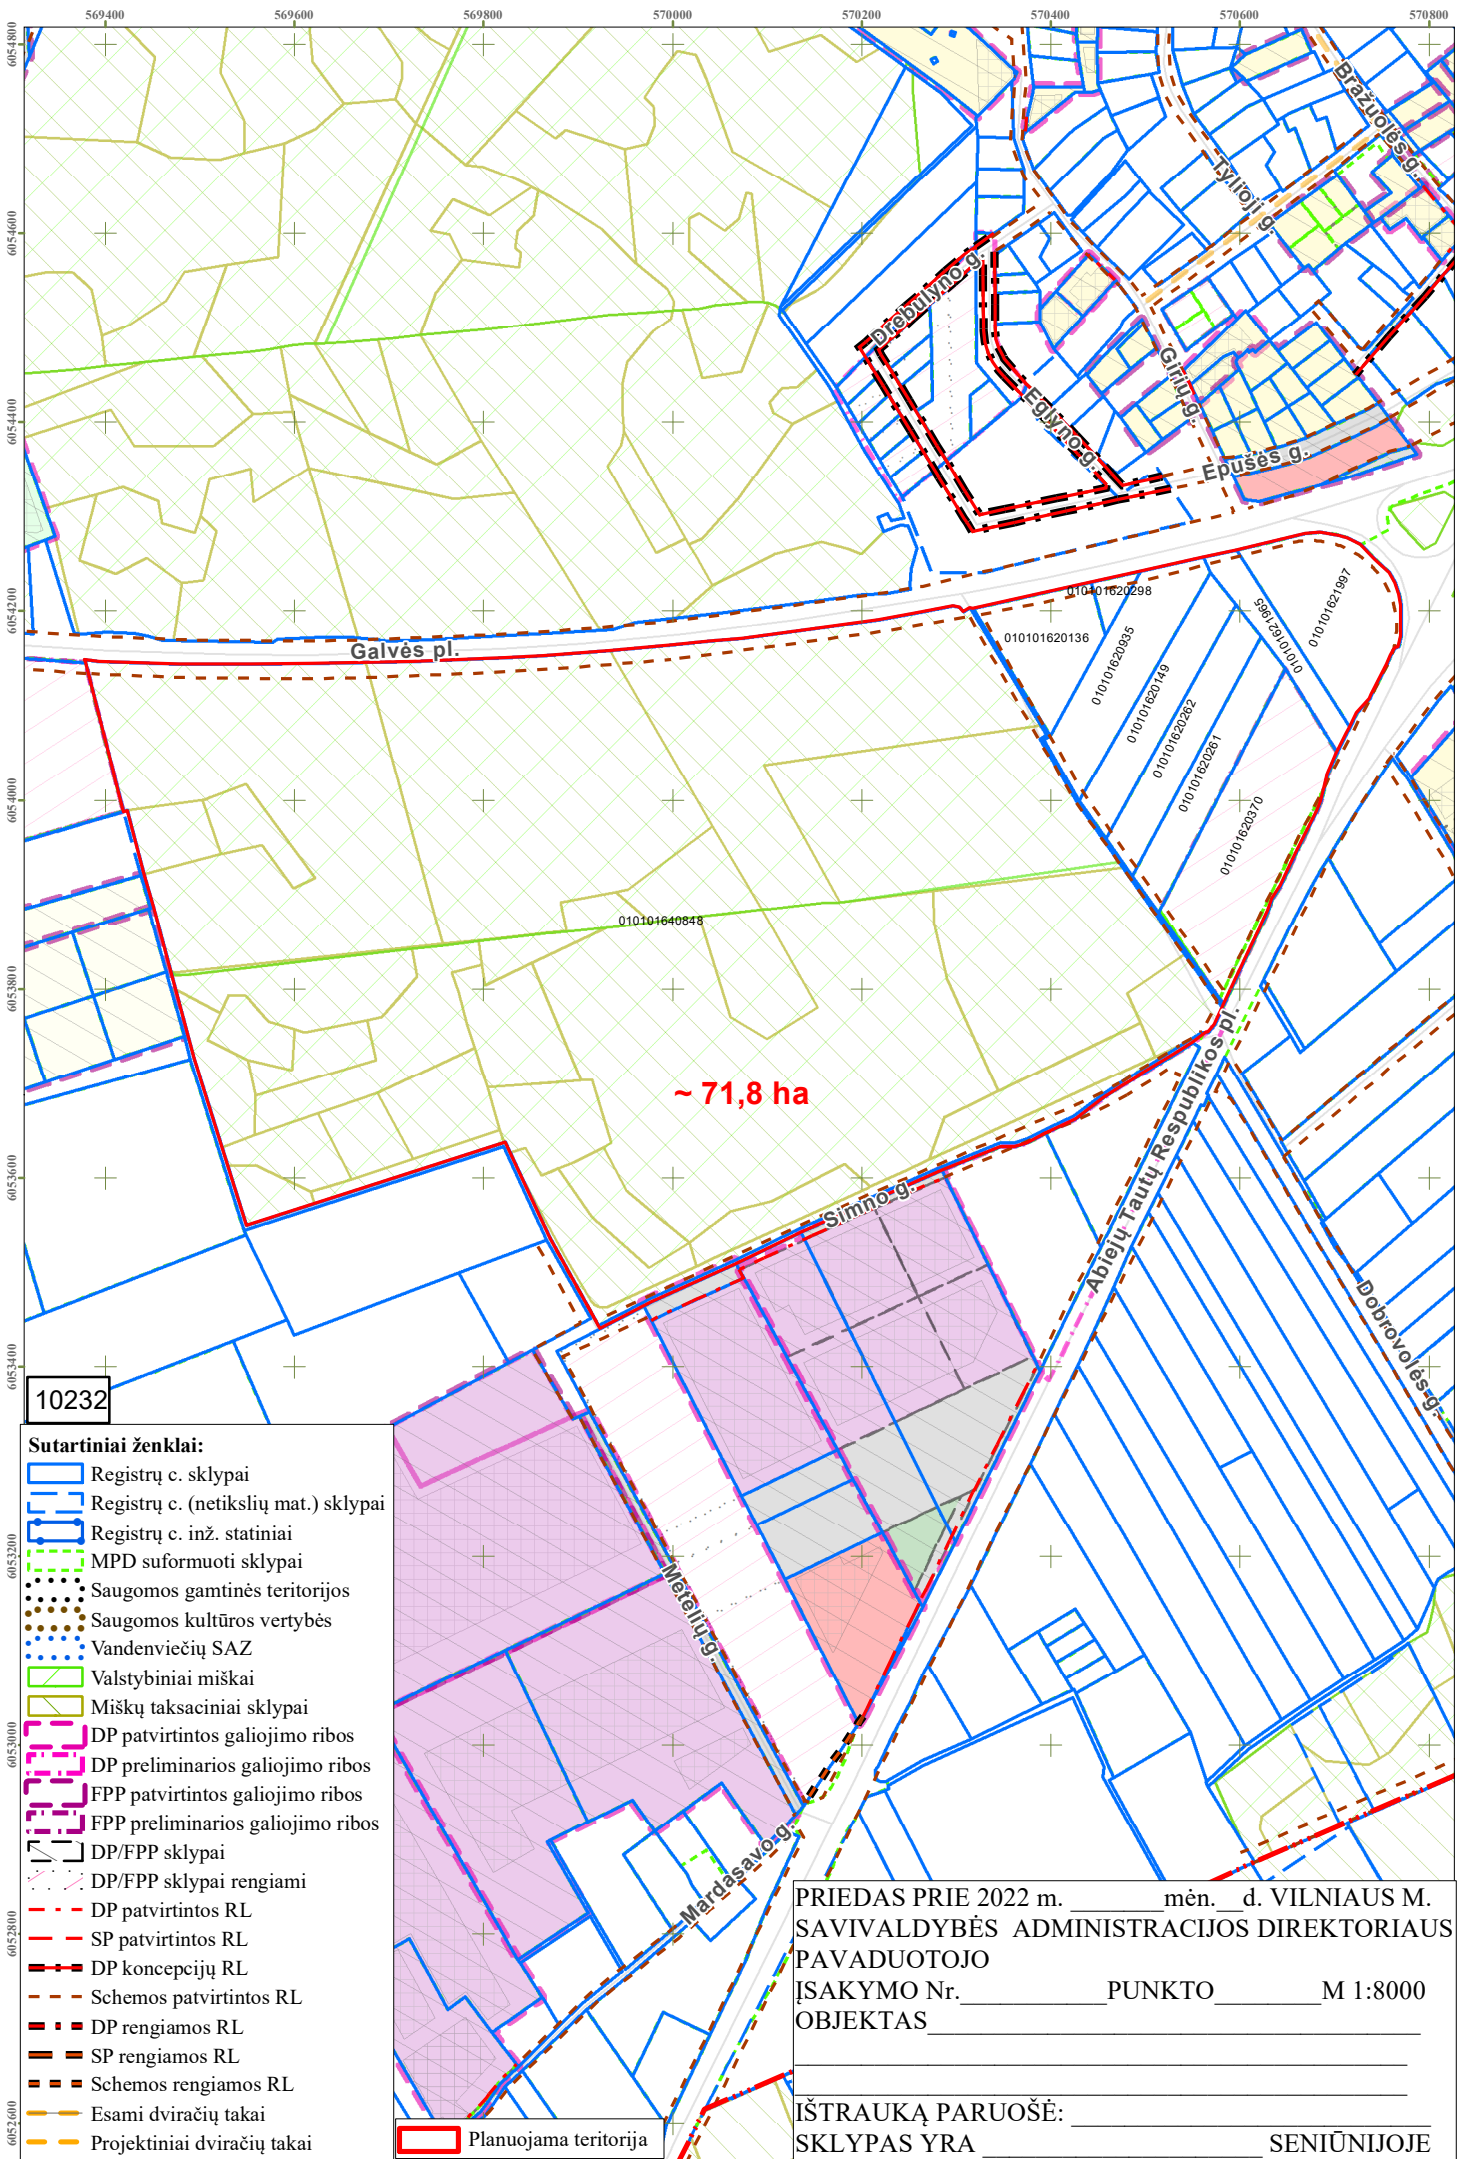 569400
569600
569800
570000
570200
570400
570600
570800
6054800
6054600
6054400
6054200
6054000
6053800
6053600
6053400
6053200
6053000
6052800
6052600
Bražuolės g.
Tylioji g.
Drebulyno g.
Girių g.
Eglyno g.
Epušės g.
Galvės pl.
010101620298
010101620136
010101620935
010101620149
010101620262
010101620261
010101621965
010101621997
010101620370
010101640848
~ 71,8 ha
Simno g.
Abiejų Tautų Respublikos pl.
Dobrovolės g.
Metelių g.
Mardasavo g.
10232
Sutartiniai ženklai:
Registrų c. sklypai
Registrų c. (netikslių mat.) sklypai
Registrų c. inž. statiniai
MPD suformuoti sklypai
Saugomos gamtinės teritorijos
Saugomos kultūros vertybės
Vandenviečių SAZ
Valstybiniai miškai
Miškų taksaciniai sklypai
DP patvirtintos galiojimo ribos
DP preliminarios galiojimo ribos
FPP patvirtintos galiojimo ribos
FPP preliminarios galiojimo ribos
DP/FPP sklypai
DP/FPP sklypai rengiami
DP patvirtintos RL
SP patvirtintos RL
DP koncepcijų RL
Schemos patvirtintos RL
DP rengiamos RL
SP rengiamos RL
Schemos rengiamos RL
Esami dviračių takai
Projektiniai dviračių takai
Planuojama teritorija
PRIEDAS PRIE 2022 m. _______mėn.__d. VILNIAUS M.
SAVIVALDYBĖS ADMINISTRACIJOS DIREKTORIAUS
PAVADUOTOJO
ĮSAKYMO Nr.___________PUNKTO________M 1:8000
OBJEKTAS_____________________________________
IŠTRAUKĄ PARUOŠĖ: ___________________________
SKLYPAS YRA _____________________ SENIŪNIJOJE